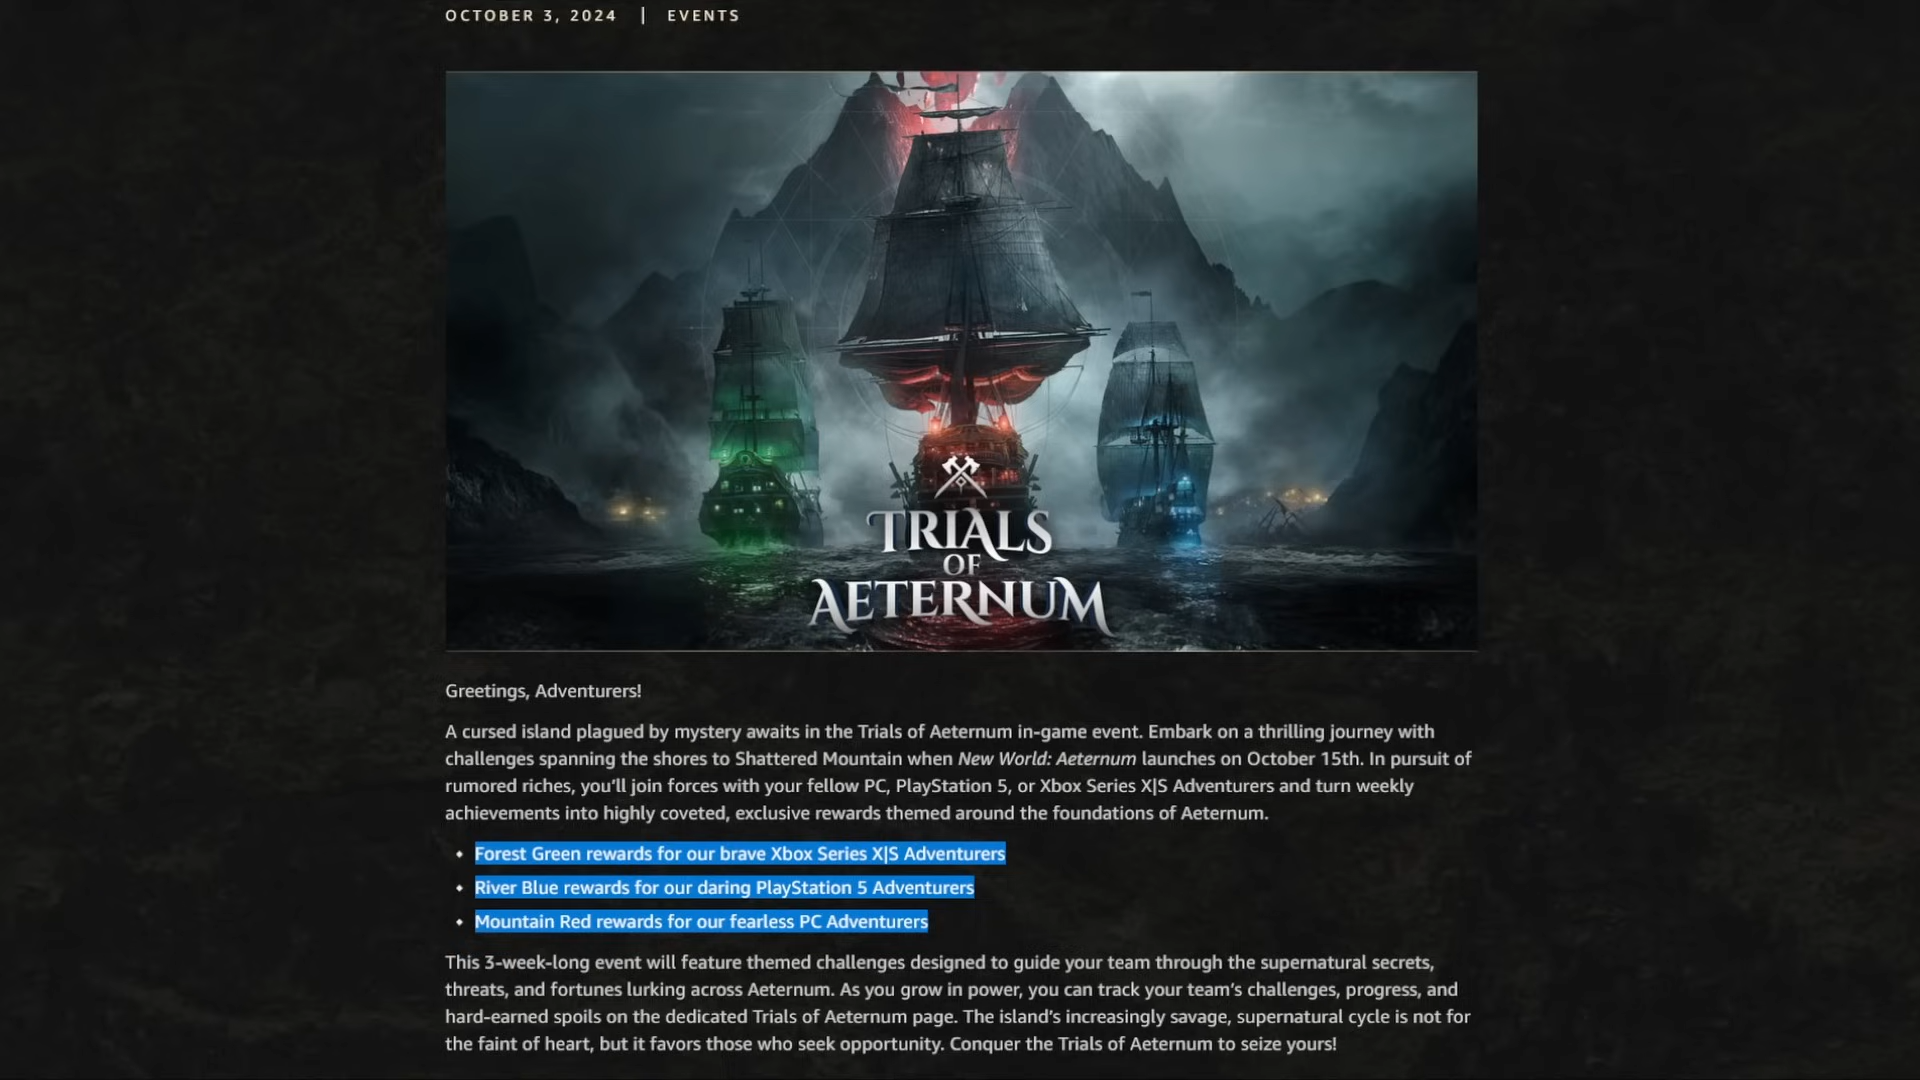 OCTOBER 3, 2024 | EVENTS
TRIALS
OF
AETERNUM
Greetings, Adventurers!
A cursed island plagued by mystery awaits in the Trials of Aeternum in-game event. Embark on a thrilling journey with
challenges spanning the shores to Shattered Mountain when New World: Aeternum launches on October 15th. In pursuit of
rumored riches, you’ll join forces with your fellow PC, PlayStation 5, or Xbox Series X|S Adventurers and turn weekly
achievements into highly coveted, exclusive rewards themed around the foundations of Aeternum.
• Forest Green rewards for our brave Xbox Series X|S Adventurers
• River Blue rewards for our daring PlayStation 5 Adventurers
• Mountain Red rewards for our fearless PC Adventurers
This 3-week-long event will feature themed challenges designed to guide your team through the supernatural secrets,
threats, and fortunes lurking across Aeternum. As you grow in power, you can track your team’s challenges, progress, and
hard-earned spoils on the dedicated Trials of Aeternum page. The island’s increasingly savage, supernatural cycle is not for
the faint of heart, but it favors those who seek opportunity. Conquer the Trials of Aeternum to seize yours!